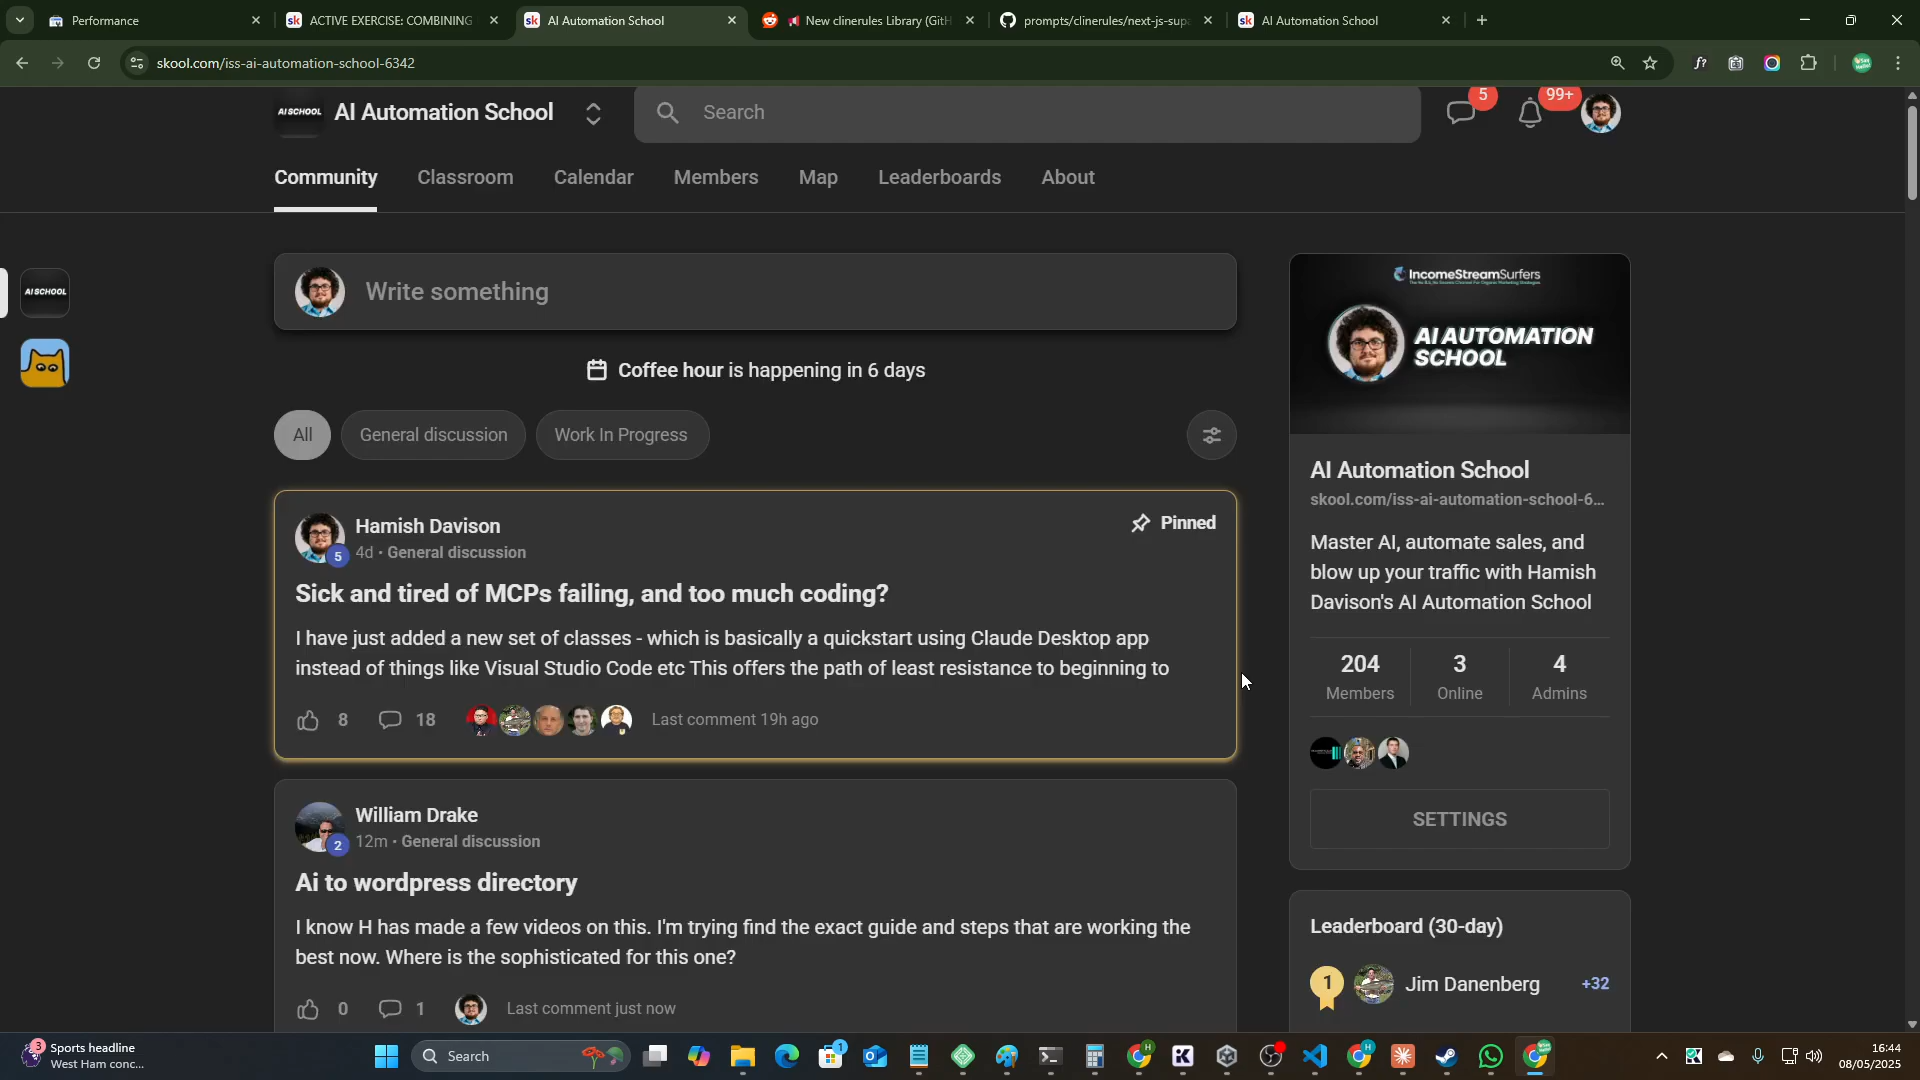 Performance
ACTIVE EXERCISE: COMBINING
AI Automation School
New clinerules Library (GitH
prompts/clinerules/next-js-supa
AI Automation School
skool.com/iss-ai-automation-school-6342
AI SCHOOL
AI Automation School
Search
5
99+
Community
Classroom
Calendar
Members
Map
Leaderboards
About
AI SCHOOL
Write something
Coffee hour is happening in 6 days
All
General discussion
Work In Progress
Hamish Davison
Pinned
5
4d • General discussion
Sick and tired of MCPs failing, and too much coding?
I have just added a new set of classes - which is basically a quickstart using Claude Desktop app
instead of things like Visual Studio Code etc This offers the path of least resistance to beginning to
8
18
Last comment 19h ago
William Drake
2
12m • General discussion
Ai to wordpress directory
I know H has made a few videos on this. I'm trying find the exact guide and steps that are working the
best now. Where is the sophisticated for this one?
0
1
Last comment just now
IncomeStreamSurfers
AI AUTOMATION
SCHOOL
AI Automation School
skool.com/iss-ai-automation-school-6...
Master AI, automate sales, and
blow up your traffic with Hamish
Davison's AI Automation School
204
3
4
Members
Online
Admins
SETTINGS
Leaderboard (30-day)
1
Jim Danenberg
+32
3
Sports headline
West Ham conc...
Search
1
16:44
08/05/2025